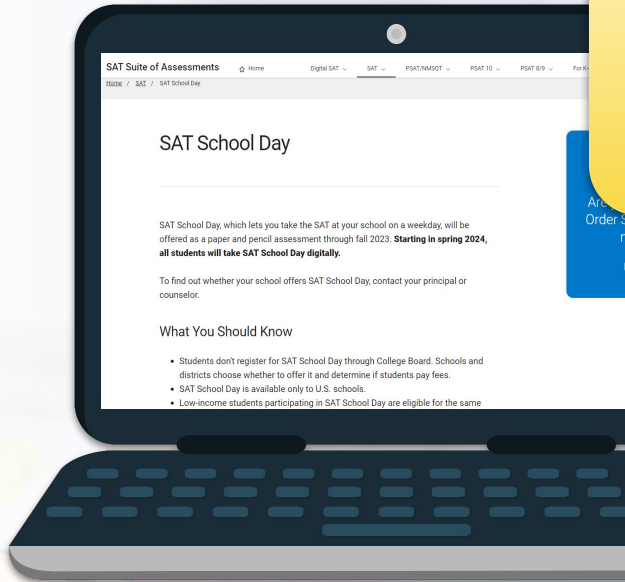 SAT Suite of Assessments Home Digital SAT SAT PSAT/NMSQT PSAT 10 PSAT 8/9 For K-
Home / SAT / SAT School Day
SAT School Day
SAT School Day, which lets you take the SAT at your school on a weekday, will be
offered as a paper and pencil assessment through fall 2023. Starting in spring 2024,
all students will take SAT School Day digitally.
To find out whether your school offers SAT School Day, contact your principal or
counselor.
What You Should Know
• Students don't register for SAT School Day through College Board. Schools and
districts choose whether to offer it and determine if students pay fees.
• SAT School Day is available only to U.S. schools.
• Low-income students participating in SAT School Day are eligible for the same
Are
Order S